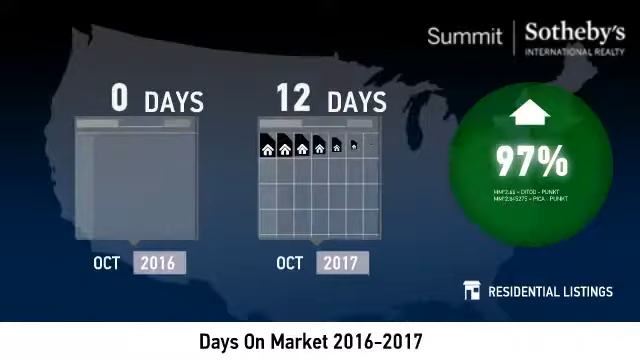 Summit | Sotheby's
INTERNATIONAL REALTY
0 DAYS
12 DAYS
97%
OCT 2016
OCT 2017
RESIDENTIAL LISTINGS
Days On Market 2016-2017